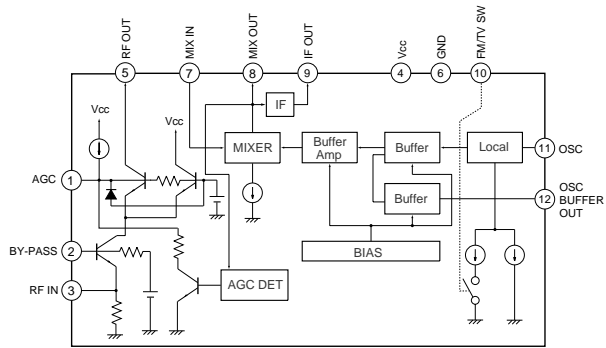 RF OUT
MIX IN
MIX OUT
IF OUT
Vcc
GND
FM/TV SW
5
7
8
9
4
6
10
Vcc
Vcc
IF
MIXER
Buffer
Amp
Buffer
Local
11
OSC
AGC
1
Buffer
12
OSC
BUFFER
OUT
BY-PASS
2
BIAS
RF IN
3
AGC DET